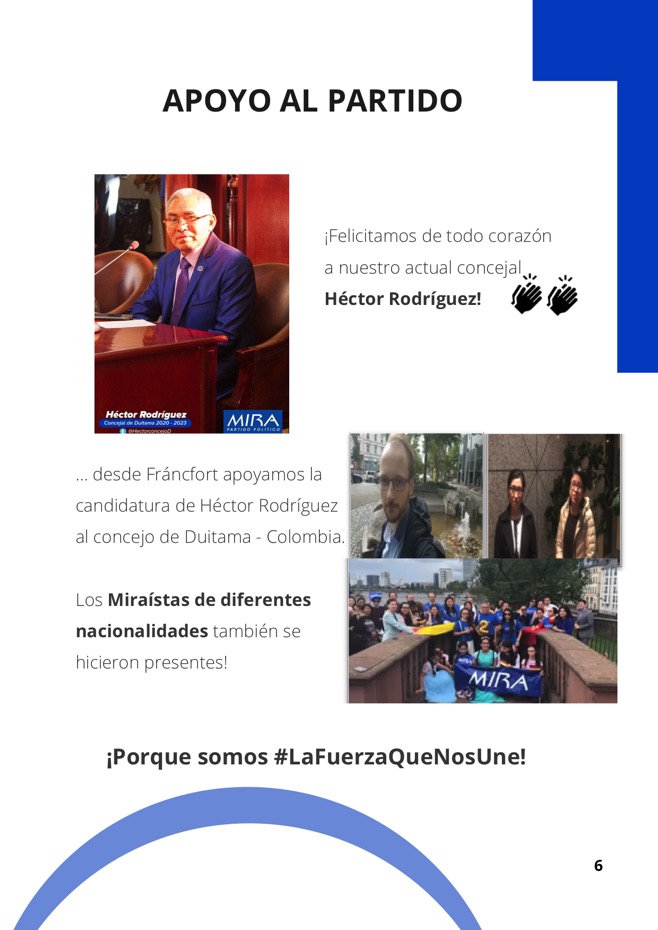 APOYO AL PARTIDO
¡Felicitamos de todo corazón
a nuestro actual concejal
Héctor Rodríguez!
Héctor Rodríguez
Concejal de Duitama 2020 - 2023
@HectorconcejoD
MIRA
PARTIDO POLÍTICO
... desde Fráncfort apoyamos la
candidatura de Héctor Rodríguez
al concejo de Duitama - Colombia.
Los Miraístas de diferentes
nacionalidades también se
hicieron presentes!
MIRA
¡Porque somos #LaFuerzaQueNosUne!
6